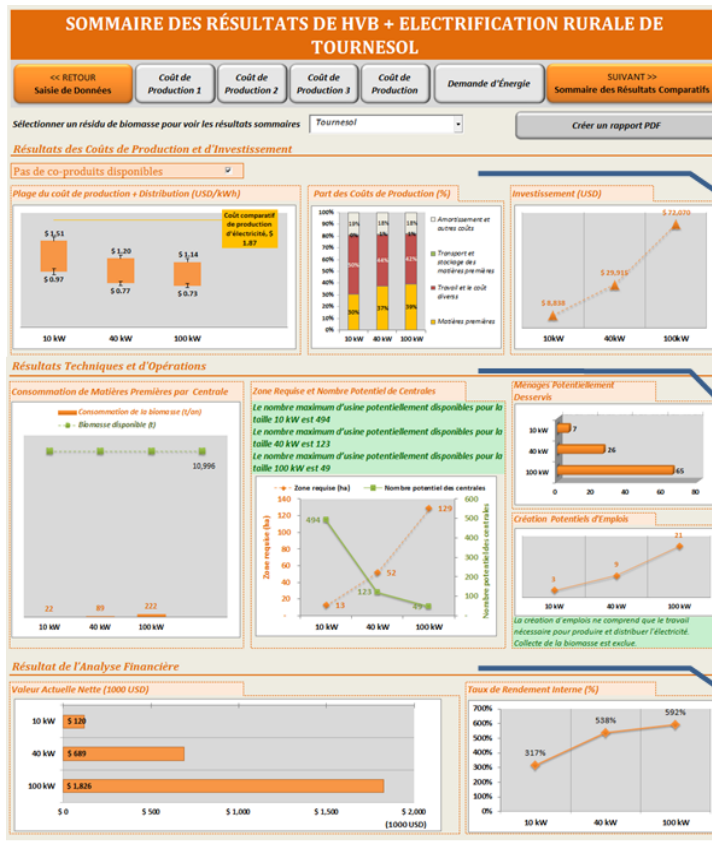 SOMMAIRE DES RÉSULTATS DE HVB + ELECTRIFICATION RURALE DE
TOURNESOL
<< RETOUR
Saisie de Données
Coût de
Production 1
Coût de
Production 2
Coût de
Production 3
Coût de
Production
Demande d'Énergie
SUIVANT >>
Sommaire des Résultats Comparatifs
Sélectionner un résidu de biomasse pour voir les résultats sommaires
Tournesol
Créer un rapport PDF
Résultats des Coûts de Production et d'Investissement
Pas de co-produits disponibles
Plage du coût de production + Distribution (USD/kWh)
Coût comparatif
de production
d'électricité, $
1.87
$ 1.51
$ 0.97
$ 1.20
$ 0.77
$ 1.14
$ 0.73
10 kW
40 kW
100 kW
Part des Coûts de Production (%)
100%
90%
80%
70%
60%
50%
40%
30%
20%
10%
0%
18%
1%
44%
37%
18%
1%
42%
39%
50%
30%
10 kW
40 kW
100 kW
Amortissement et
autres coûts
Transport et
stockage des
matières premières
Travail et le coût
divers
Matières premières
Investissement (USD)
$ 8,838
$ 29,915
$ 72,070
10kW
40kW
100kW
Résultats Techniques et d'Opérations
Consommation de Matières Premières par Centrale
Consommation de la biomasse (t/an)
Biomasse disponible (t)
10,996
22
89
222
10 kW
40 kW
100 kW
Zone Requise et Nombre Potentiel de Centrales
Le nombre maximum d'usine potentiellement disponibles pour la
taille 10 kW est 494
Le nombre maximum d'usine potentiellement disponibles pour la
taille 40 kW est 123
Le nombre maximum d'usine potentiellement disponibles pour la
taille 100 kW est 49
Zone requise (ha)
Nombre potentiel des centrales
Zone requise (ha)
140
120
100
80
60
40
20
-
494
123
49
13
52
129
600
500
400
300
200
100
-
Nombre potentiel des centrales
10 kW
40 kW
100 kW
Ménages Potentiellement
Desservis
10 kW
7
40 kW
26
100 kW
65
0
20
40
60
80
Création Potentiels d'Emplois
3
9
21
10 kW
40 kW
100 kW
La création d'emplois ne comprend que le travail
nécessaire pour produire et distribuer l'électricité.
Collecte de la biomasse est exclue.
Résultat de l'Analyse Financière
Valeur Actuelle Nette (1000 USD)
10 kW
$ 120
40 kW
$ 689
100 kW
$ 1,826
$ 0
$ 500
$ 1,000
$ 1,500
$ 2,000
(1000 USD)
Taux de Rendement Interne (%)
700%
600%
500%
400%
300%
200%
100%
0%
317%
538%
592%
10 kW
40 kW
100 kW